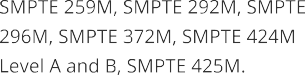 SMPTE 259M, SMPTE 292M, SMPTE
296M, SMPTE 372M, SMPTE 424M
Level A and B, SMPTE 425M.